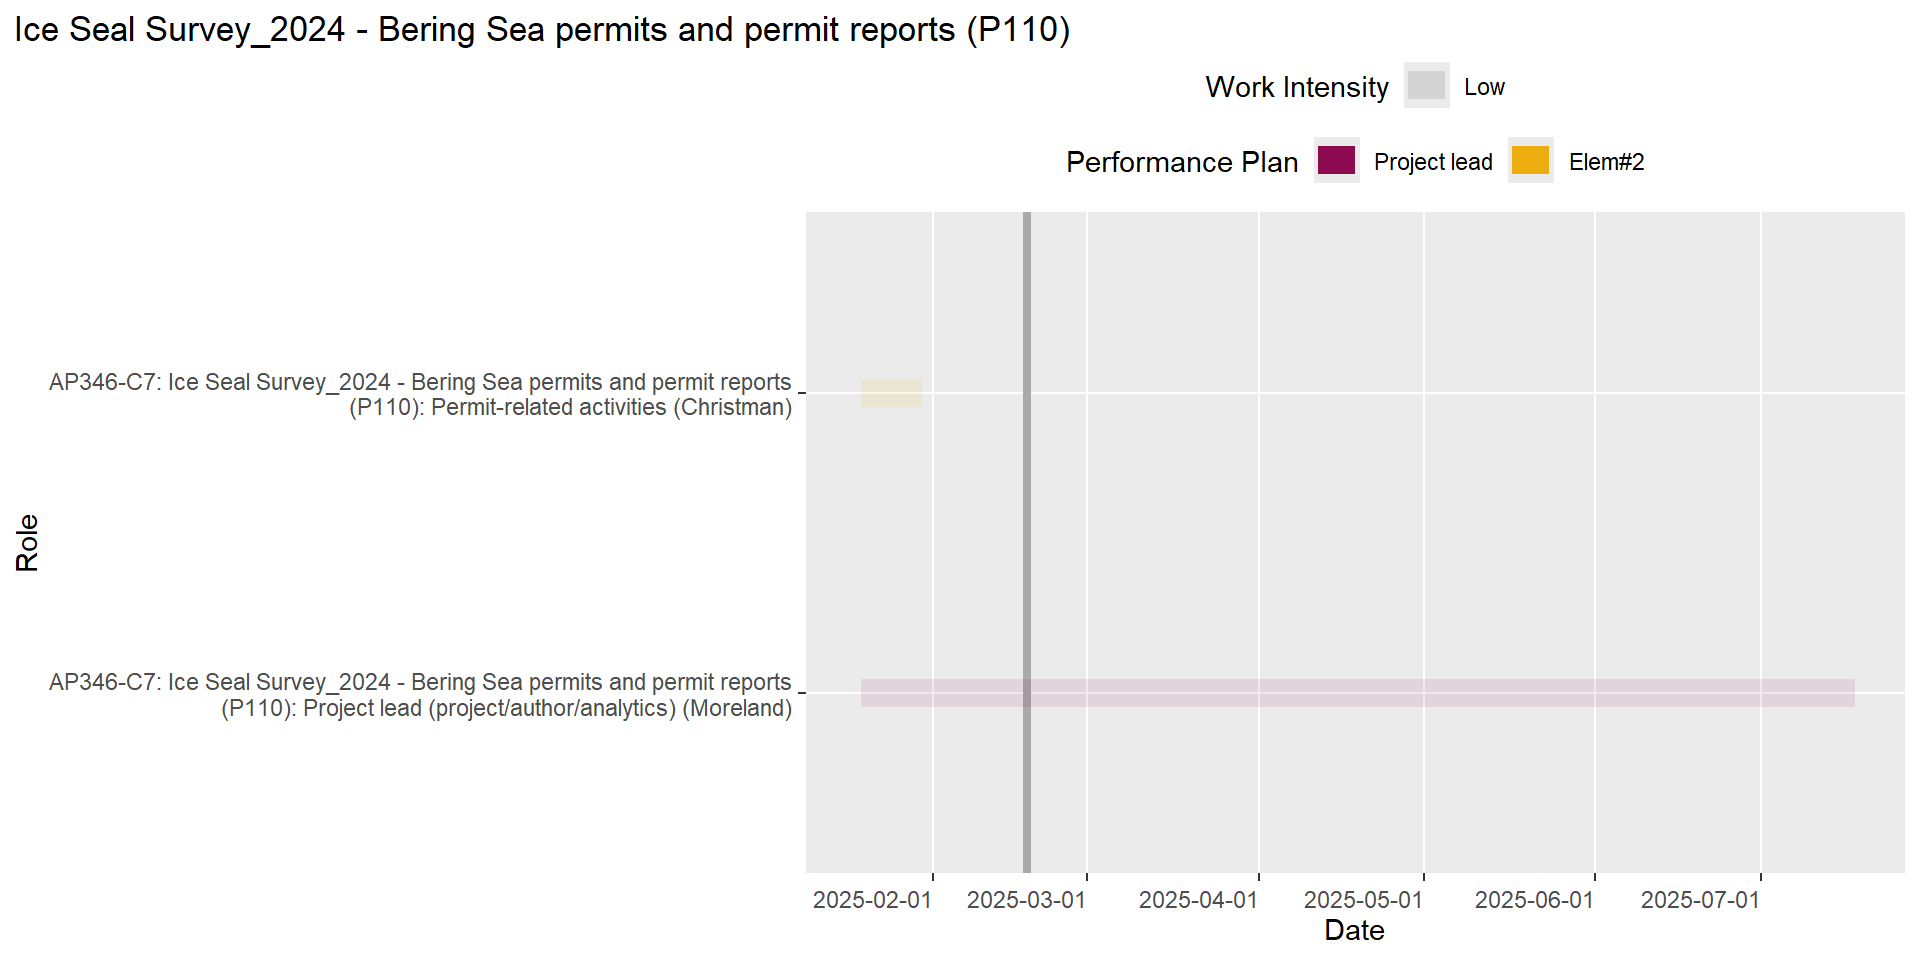 Ice Seal Survey_2024 - Bering Sea permits and permit reports (P110)
Work Intensity Low
Performance Plan Project lead Elem#2
AP346-C7: Ice Seal Survey_2024 - Bering Sea permits and permit reports
(P110): Permit-related activities (Christman)
Role
AP346-C7: Ice Seal Survey_2024 - Bering Sea permits and permit reports
(P110): Project lead (project/author/analytics) (Moreland)
2025-02-01 2025-03-01 2025-04-01 2025-05-01 2025-06-01 2025-07-01
Date